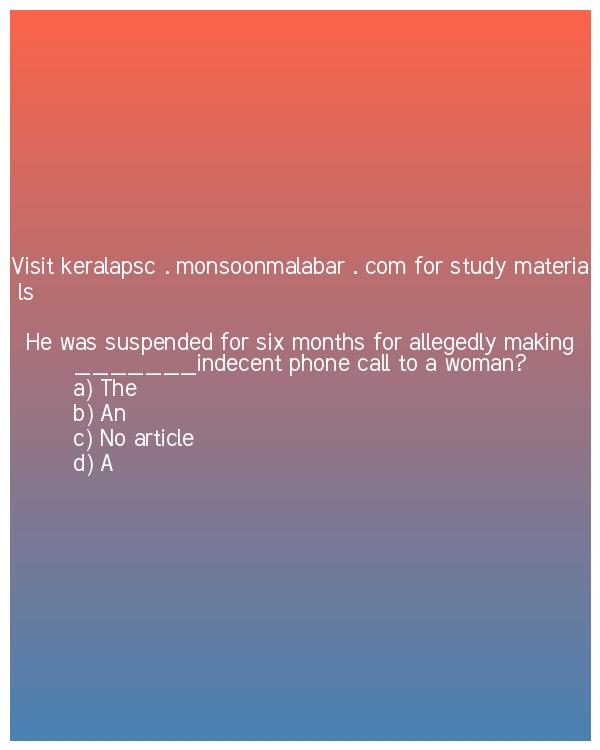 Visit keralapsc . monsoonmalabar . com for study materia
ls
He was suspended for six months for allegedly making
_______indecent phone call to a woman?
a) The
b) An
c) No article
d) A